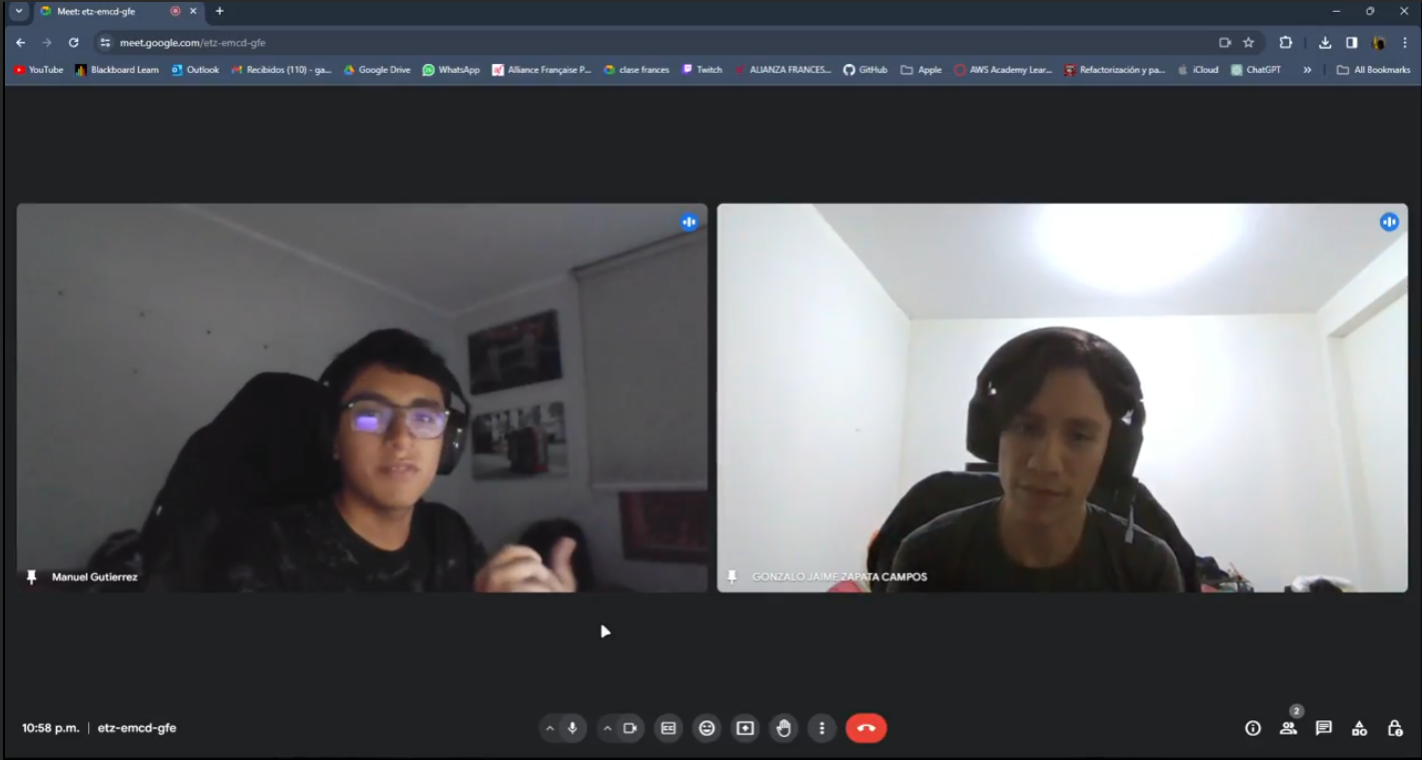 Meet: etz-emcd-gfe
meet.google.com/etz-emcd-gfe
YouTube Blackboard Learn Outlook Recibidos (110) - ga... Google Drive WhatsApp Alliance Française P... clase frances Twitch ALIANZA FRANCES... GitHub Apple AWS Academy Lear... Refactorización y pa... iCloud ChatGPT » All Bookmarks
Manuel Gutierrez
GONZALO JAIME ZAPATA CAMPOS
2
10:58 p.m. | etz-emcd-gfe